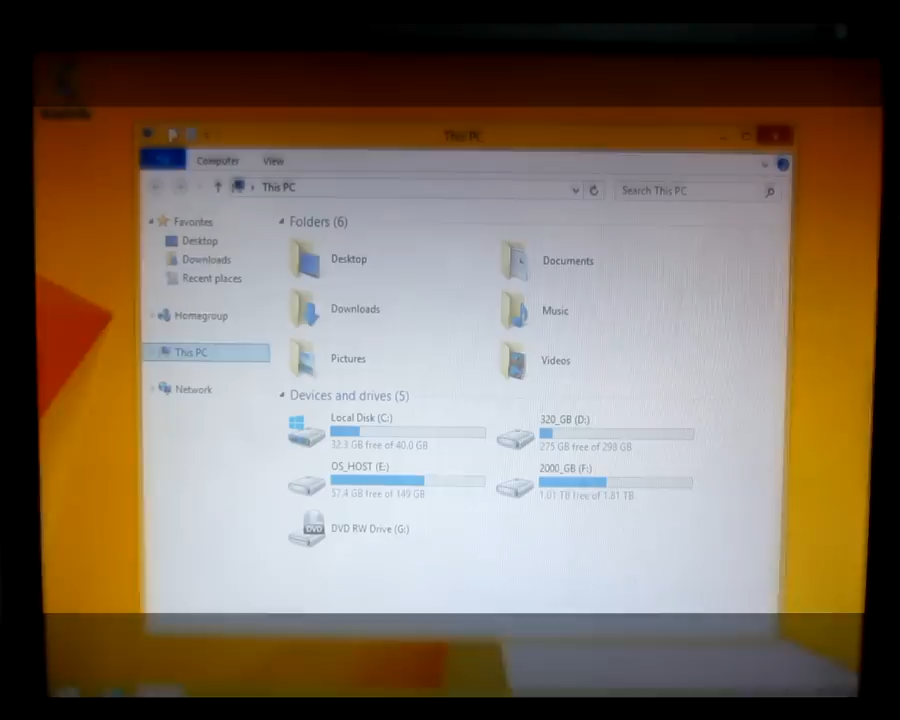 This PC
Computer View
This PC
Search This PC
Favorites
Desktop
Downloads
Recent places
Homegroup
This PC
Network
Folders (6)
Desktop
Documents
Downloads
Music
Pictures
Videos
Devices and drives (5)
Local Disk (C:)
32.3 GB free of 40.0 GB
320_GB (D:)
275 GB free of 298 GB
OS_HOST (E:)
57.4 GB free of 149 GB
2000_GB (F:)
1.01 TB free of 1.81 TB
DVD
DVD RW Drive (G:)